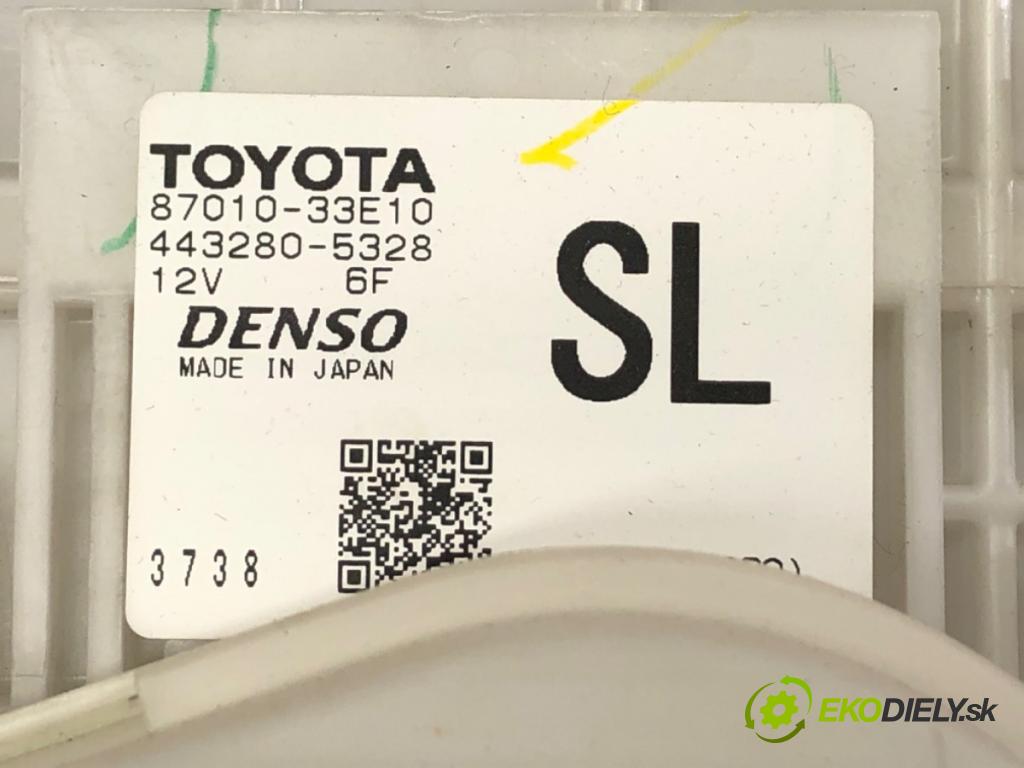 TOYOTA
87010-33E10
443280-5328
12V 6F
DENSO
MADE IN JAPAN
SL
3738
EKODIELY.sk